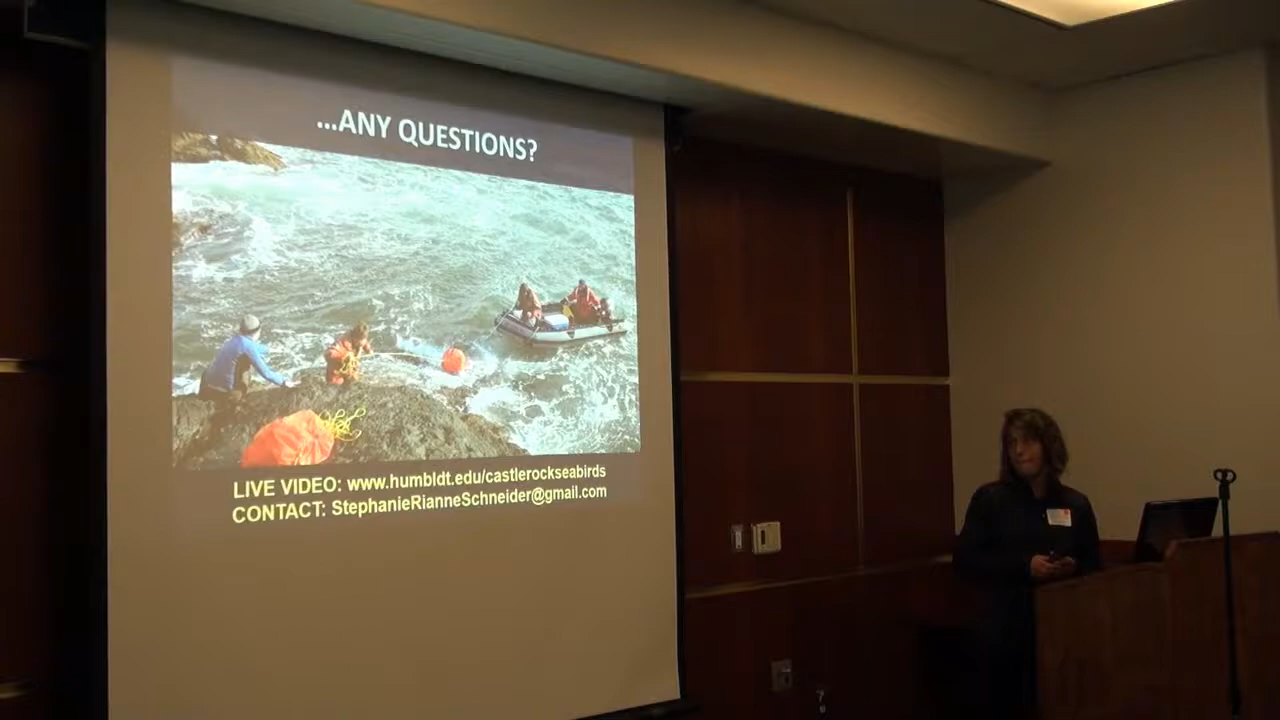 ...ANY QUESTIONS?
LIVE VIDEO: www.humbldt.edu/castlerockseabirds
CONTACT: StephanieRianneSchneider@gmail.com